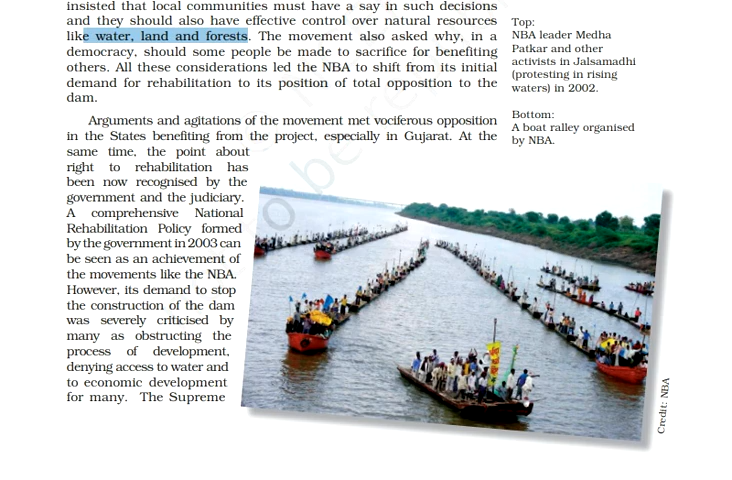 insisted that local communities must have a say in such decisions
and they should also have effective control over natural resources
like water, land and forests. The movement also asked why, in a
democracy, should some people be made to sacrifice for benefiting
others. All these considerations led the NBA to shift from its initial
demand for rehabilitation to its position of total opposition to the
dam.
Arguments and agitations of the movement met vociferous opposition
in the States benefiting from the project, especially in Gujarat. At the
same time, the point about
right to rehabilitation has
been now recognised by the
government and the judiciary.
A comprehensive National
Rehabilitation Policy formed
by the government in 2003 can
be seen as an achievement of
the movements like the NBA.
However, its demand to stop
the construction of the dam
was severely criticised by
many as obstructing the
process of development,
denying access to water and
to economic development
for many. The Supreme
Top:
NBA leader Medha
Patkar and other
activists in Jalsamadhi
(protesting in rising
waters) in 2002.
Bottom:
A boat ralley organised
by NBA.
Credit: NBA